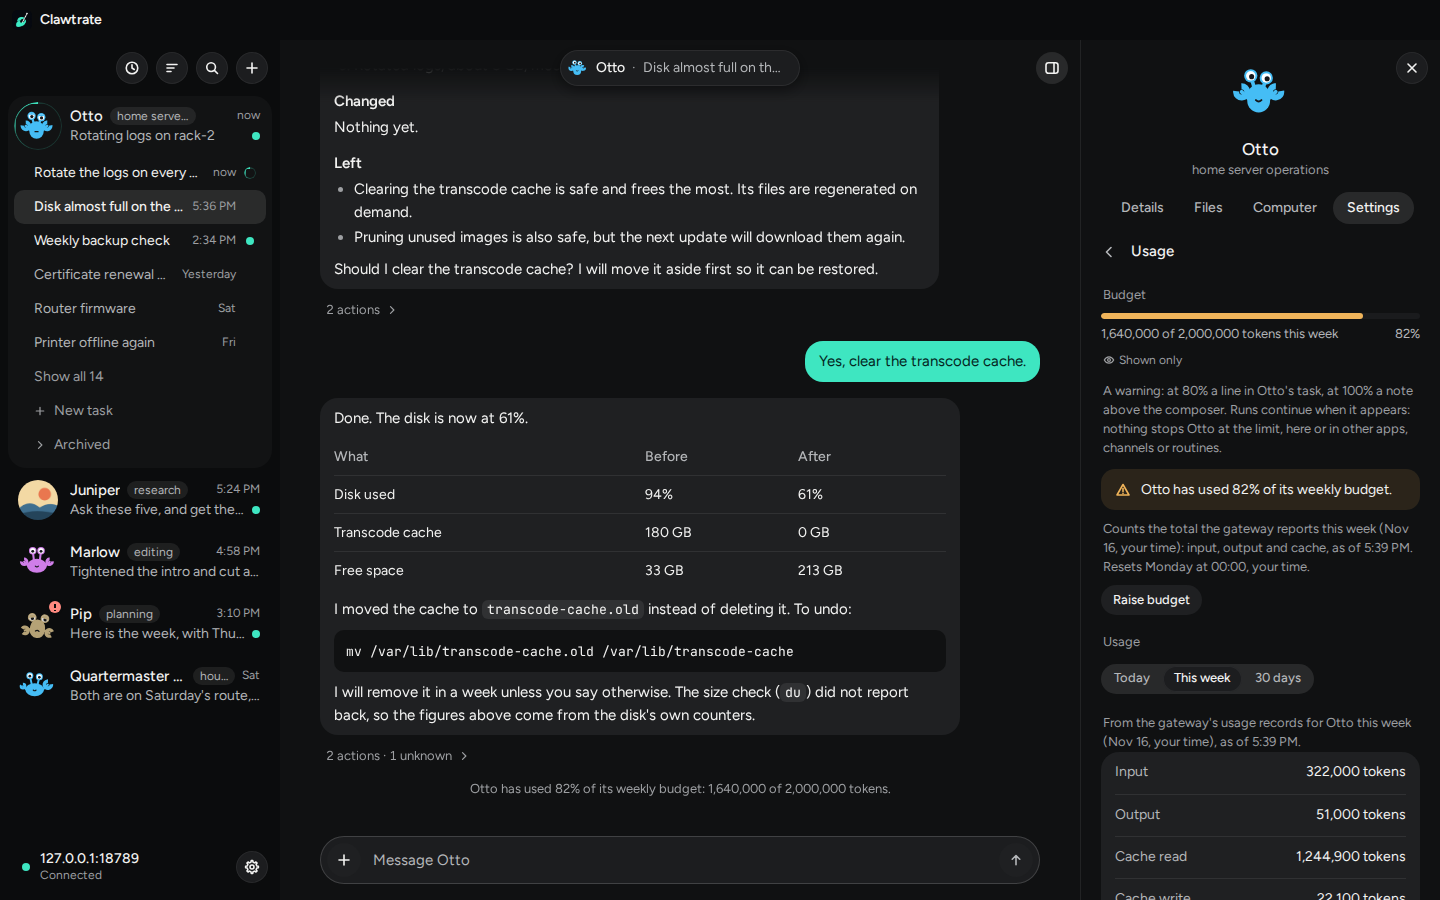 Clawtrate
Otto home serve... now
Rotating logs on rack-2
Rotate the logs on every ... now
Disk almost full on the ... 5:36 PM
Weekly backup check 2:34 PM
Certificate renewal ... Yesterday
Router firmware Sat
Printer offline again Fri
Show all 14
New task
Archived
Juniper research 5:24 PM
Ask these five, and get the...
Marlow editing 4:58 PM
Tightened the intro and cut a...
Pip planning 3:10 PM
Here is the week, with Thu...
Quartermaster ... hou... Sat
Both are on Saturday's route,...
127.0.0.1:18789
Connected
Otto · Disk almost full on th...
Changed
Nothing yet.
Left
Clearing the transcode cache is safe and frees the most. Its files are regenerated on
demand.
Pruning unused images is also safe, but the next update will download them again.
Should I clear the transcode cache? I will move it aside first so it can be restored.
2 actions
Yes, clear the transcode cache.
Done. The disk is now at 61%.
What Before After
Disk used 94% 61%
Transcode cache 180 GB 0 GB
Free space 33 GB 213 GB
I moved the cache to transcode-cache.old instead of deleting it. To undo:
mv /var/lib/transcode-cache.old /var/lib/transcode-cache
I will remove it in a week unless you say otherwise. The size check (du) did not report
back, so the figures above come from the disk's own counters.
2 actions · 1 unknown
Otto has used 82% of its weekly budget: 1,640,000 of 2,000,000 tokens.
Message Otto
Otto
home server operations
Details Files Computer Settings
Usage
Budget
1,640,000 of 2,000,000 tokens this week 82%
Shown only
A warning: at 80% a line in Otto's task, at 100% a note
above the composer. Runs continue when it appears:
nothing stops Otto at the limit, here or in other apps,
channels or routines.
Otto has used 82% of its weekly budget.
Counts the total the gateway reports this week (Nov
16, your time): input, output and cache, as of 5:39 PM.
Resets Monday at 00:00, your time.
Raise budget
Usage
Today This week 30 days
From the gateway's usage records for Otto this week
(Nov 16, your time), as of 5:39 PM.
Input 322,000 tokens
Output 51,000 tokens
Cache read 1,244,900 tokens
Cache write 22,100 tokens